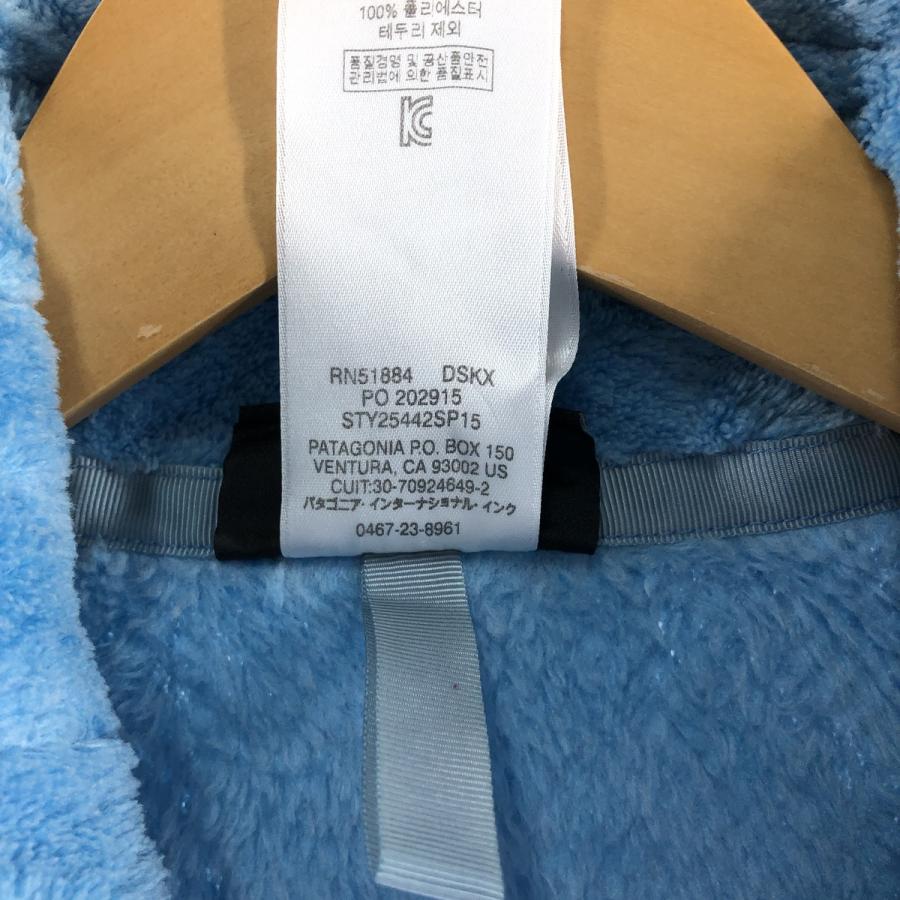 100% 폴리에스터
테두리 제외
품질경영 및 공산품안전
관리법에 의한 품질표시
KC
RN51884 DSKX
PO 202915
STY25442SP15
PATAGONIA P.O. BOX 150
VENTURA, CA 93002 US
CUIT:30-70924649-2
パタゴニア・インターナショナル・インク
0467-23-8961